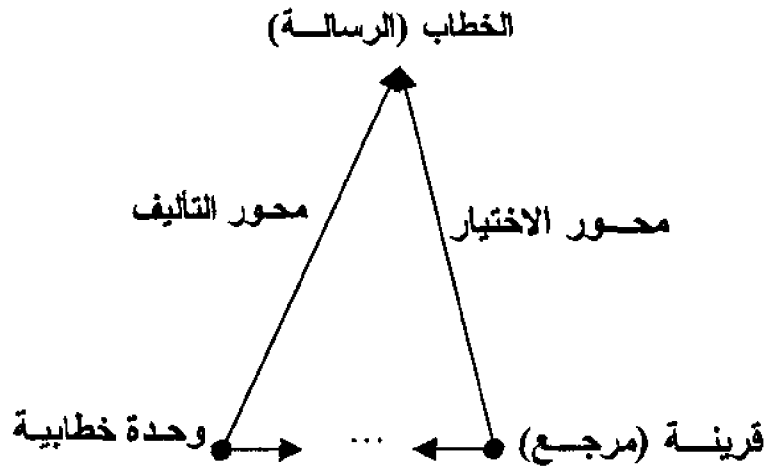 الخطاب (الرسالة)
محور الاختيار
محور التأليف
قرينة (مرجع)
...
وحدة خطابية